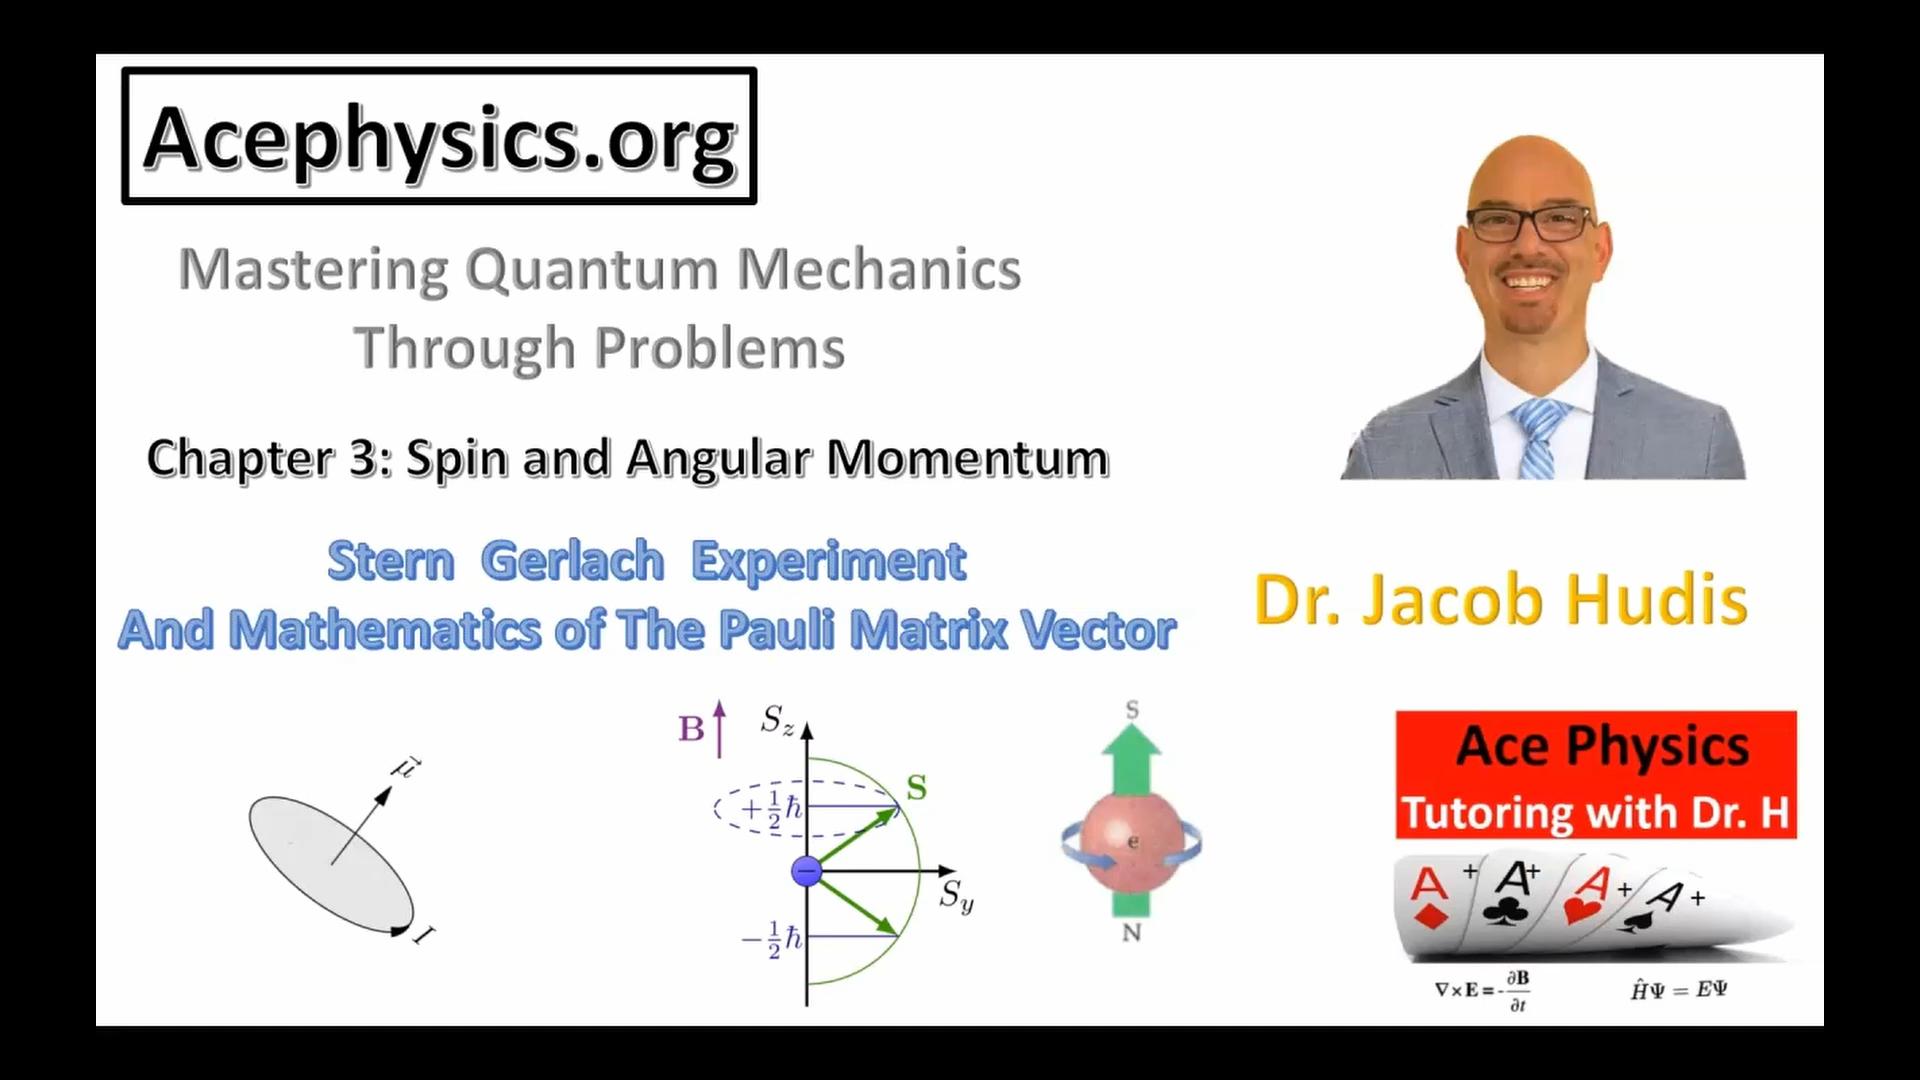 Acephysics.org
Mastering Quantum Mechanics
Through Problems
Chapter 3: Spin and Angular Momentum
Stern Gerlach Experiment
And Mathematics of The Pauli Matrix Vector
Dr. Jacob Hudis
μ⃗
I
B
S_z
+½ħ
S
S_y
-½ħ
S
e
N
Ace Physics
Tutoring with Dr. H
A+ A+ A+ A+
∇×E=-∂B/∂t
ĤΨ = EΨ